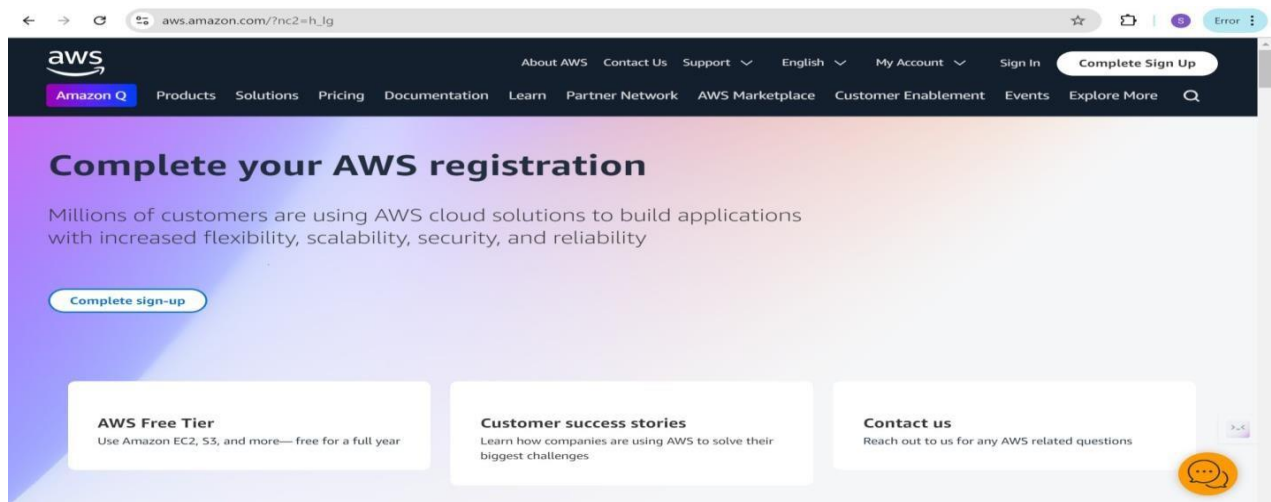 aws.amazon.com/?nc2=h_lg
S
Error
aws
About AWS Contact Us Support English My Account Sign In Complete Sign Up
Amazon Q Products Solutions Pricing Documentation Learn Partner Network AWS Marketplace Customer Enablement Events Explore More
Complete your AWS registration
Millions of customers are using AWS cloud solutions to build applications
with increased flexibility, scalability, security, and reliability
Complete sign-up
AWS Free Tier
Use Amazon EC2, S3, and more— free for a full year
Customer success stories
Learn how companies are using AWS to solve their
biggest challenges
Contact us
Reach out to us for any AWS related questions